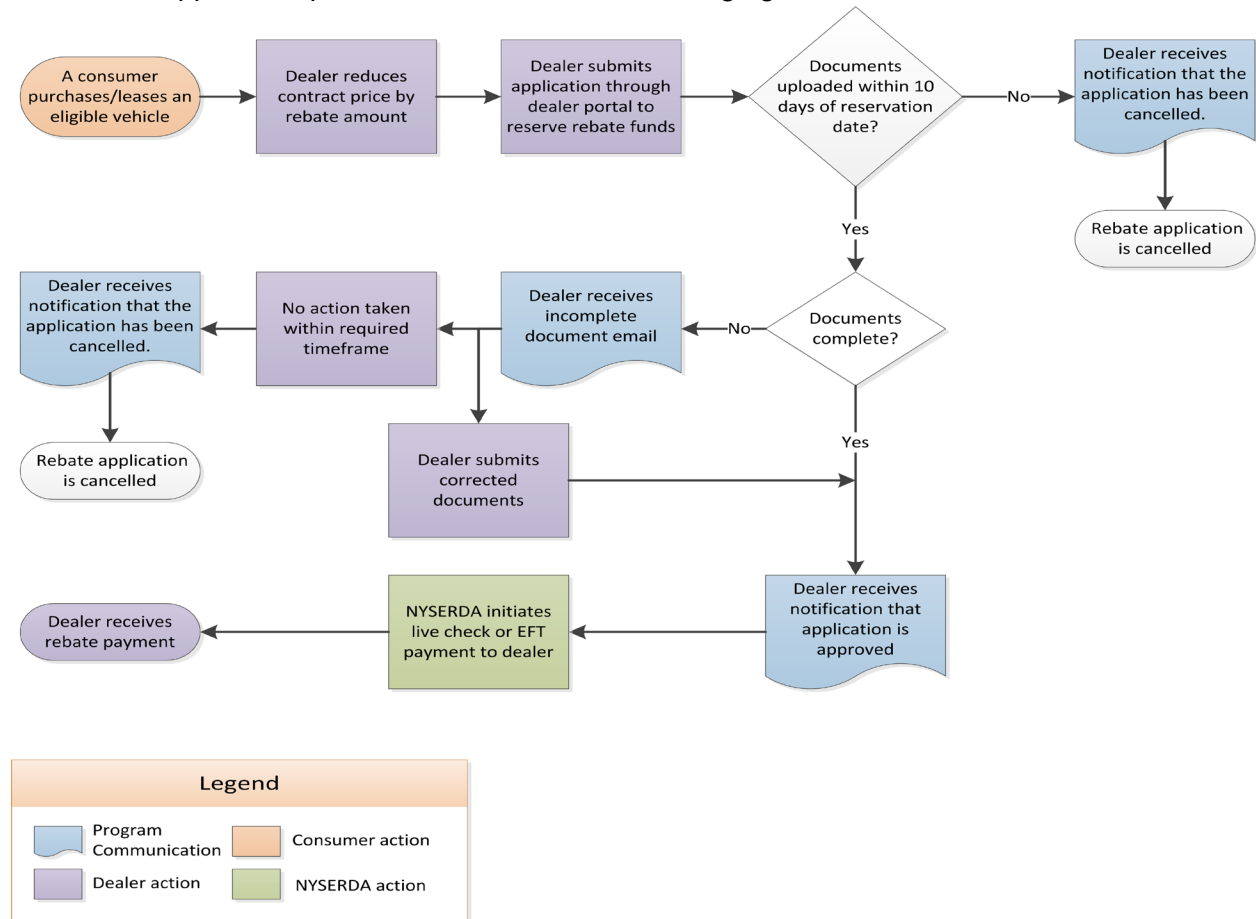 A consumer
purchases/leases an
eligible vehicle
Dealer reduces
contract price by
rebate amount
Dealer submits
application through
dealer portal to
reserve rebate funds
Documents
uploaded within 10
days of reservation
date?
No
Dealer receives
notification that the
application has been
cancelled.
Rebate application
is cancelled
Yes
Documents
complete?
No
Dealer receives
incomplete
document email
No action taken
within required
timeframe
Dealer receives
notification that the
application has been
cancelled.
Rebate application
is cancelled
Dealer submits
corrected
documents
Yes
Dealer receives
notification that
application is
approved
NYSERDA initiates
live check or EFT
payment to dealer
Dealer receives
rebate payment
Legend
Program
Communication
Consumer action
Dealer action
NYSERDA action